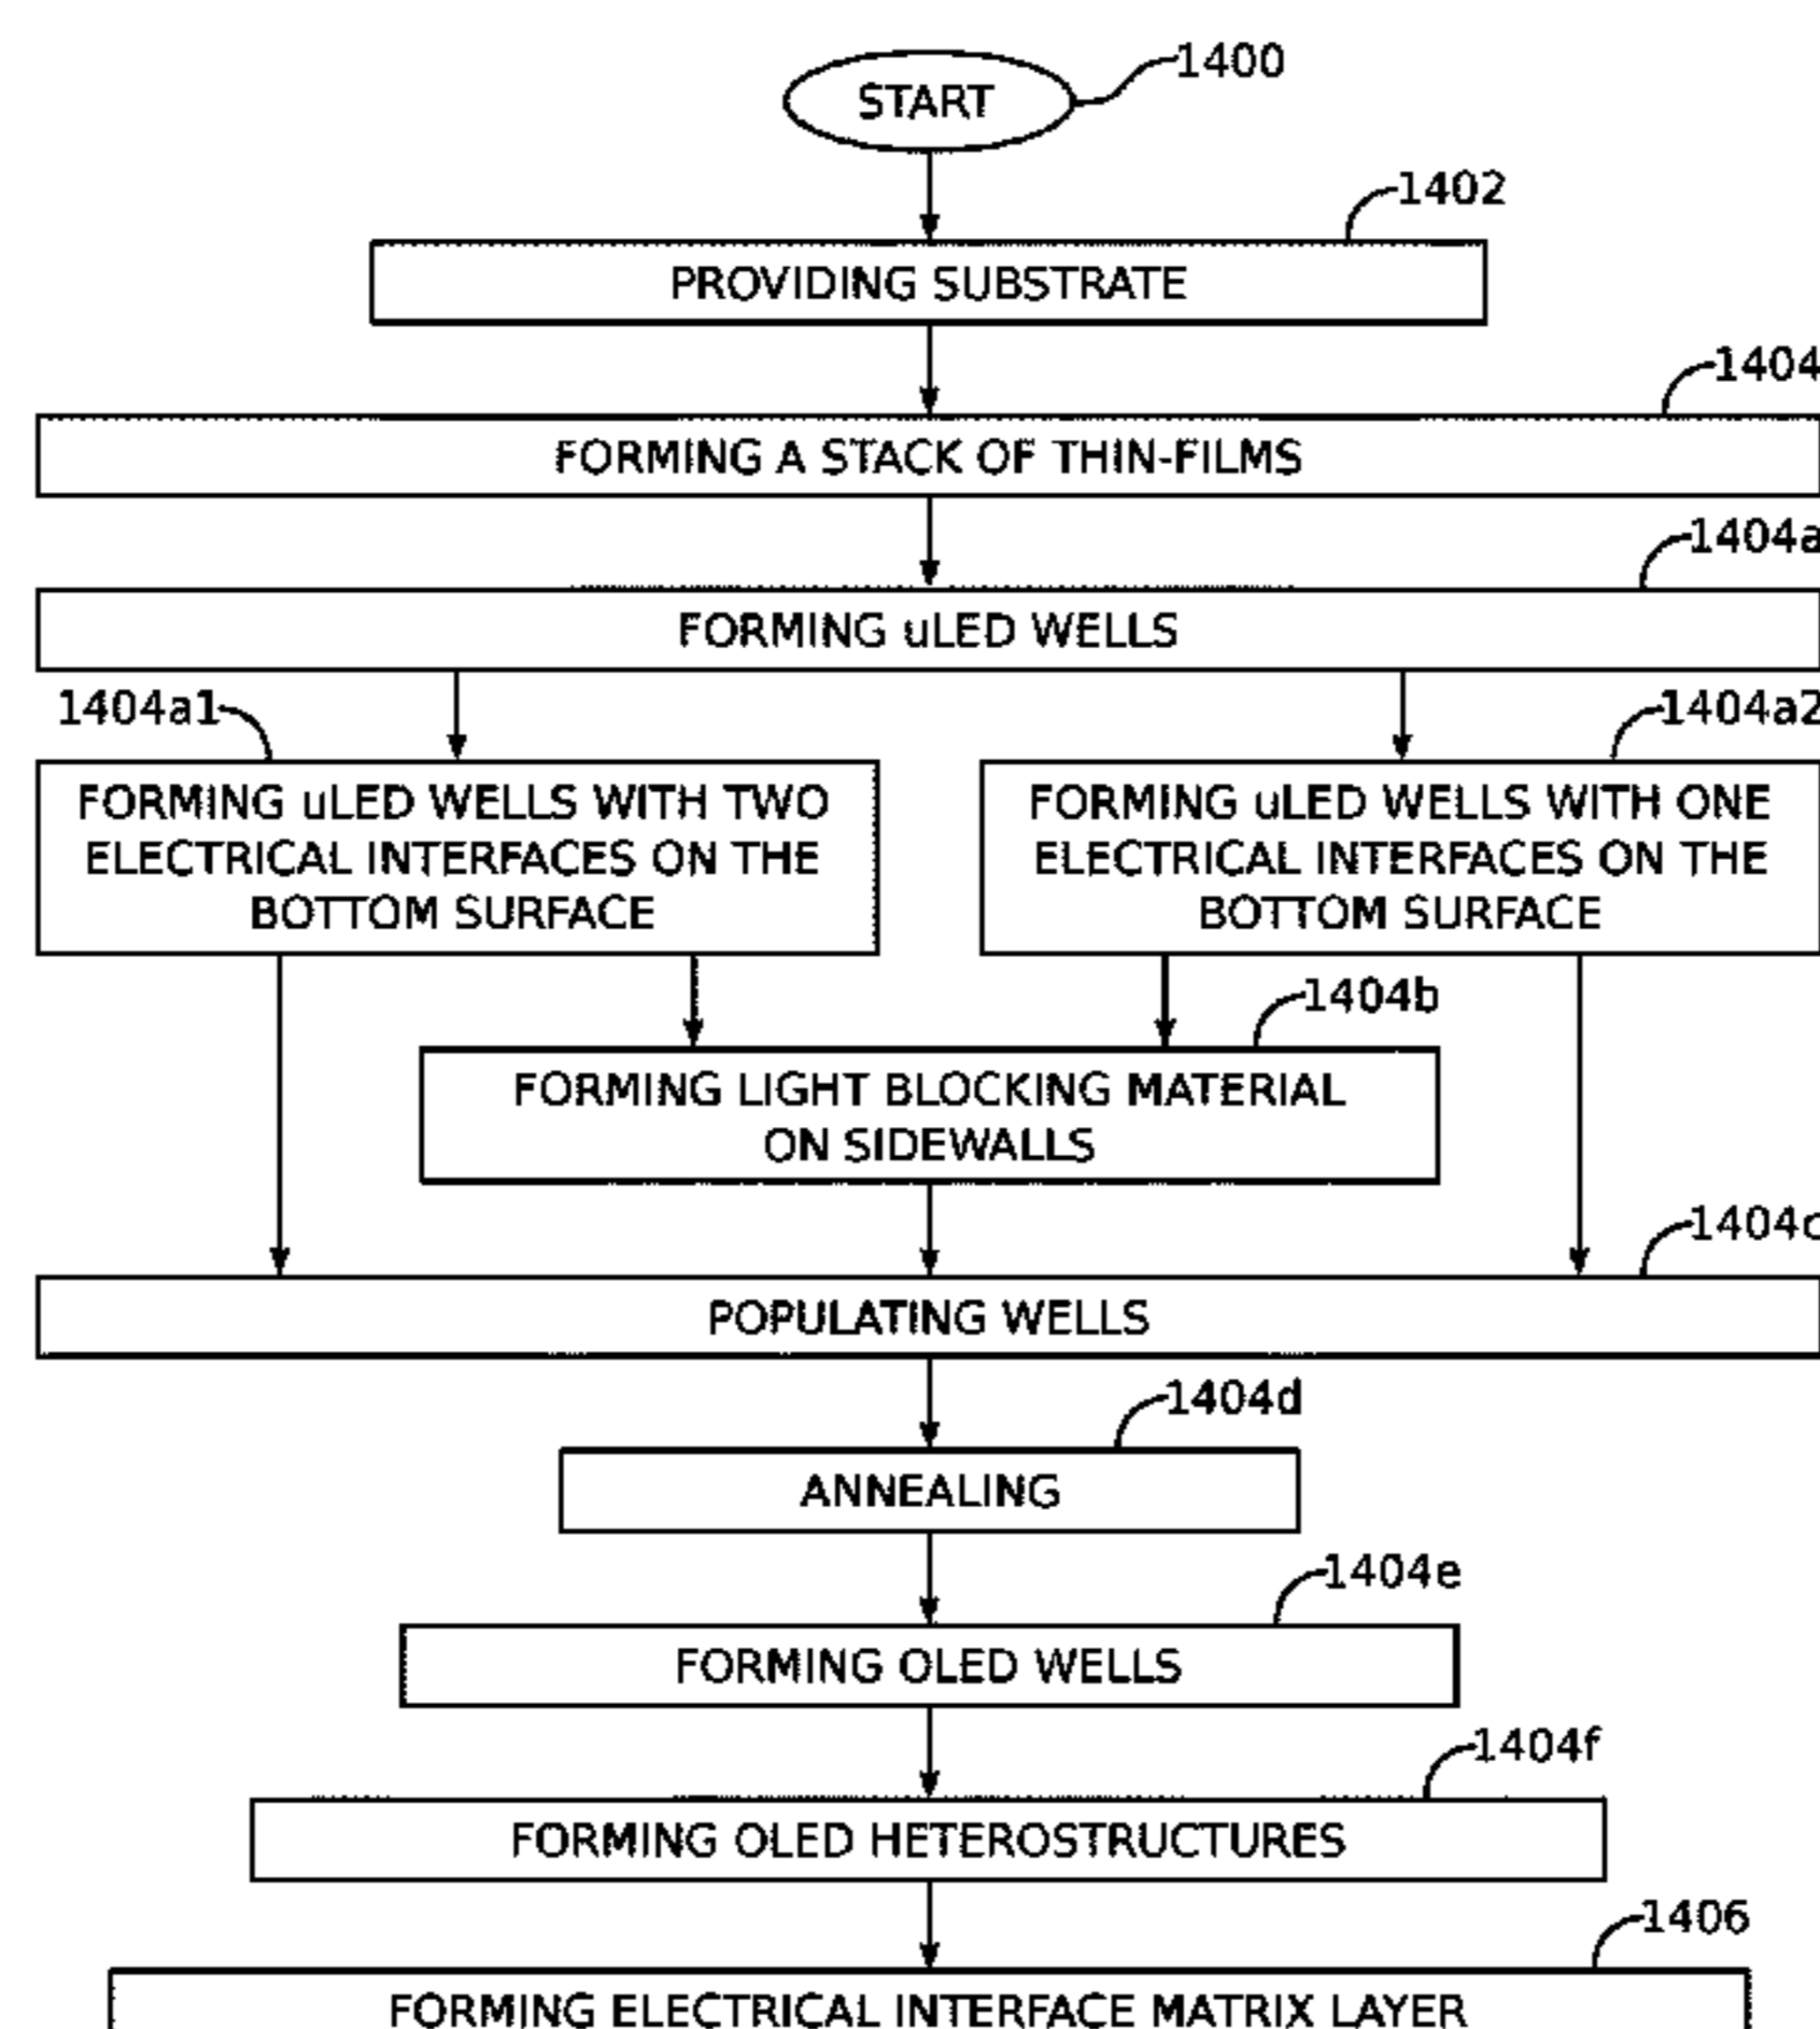 1400
START
1402
PROVIDING SUBSTRATE
1404
FORMING A STACK OF THIN-FILMS
1404a
FORMING uLED WELLS
1404a1
1404a2
FORMING uLED WELLS WITH TWO
ELECTRICAL INTERFACES ON THE
BOTTOM SURFACE
FORMING uLED WELLS WITH ONE
ELECTRICAL INTERFACES ON THE
BOTTOM SURFACE
1404b
FORMING LIGHT BLOCKING MATERIAL
ON SIDEWALLS
1404c
POPULATING WELLS
1404d
ANNEALING
1404e
FORMING OLED WELLS
1404f
FORMING OLED HETEROSTRUCTURES
1406
FORMING ELECTRICAL INTERFACE MATRIX LAYER